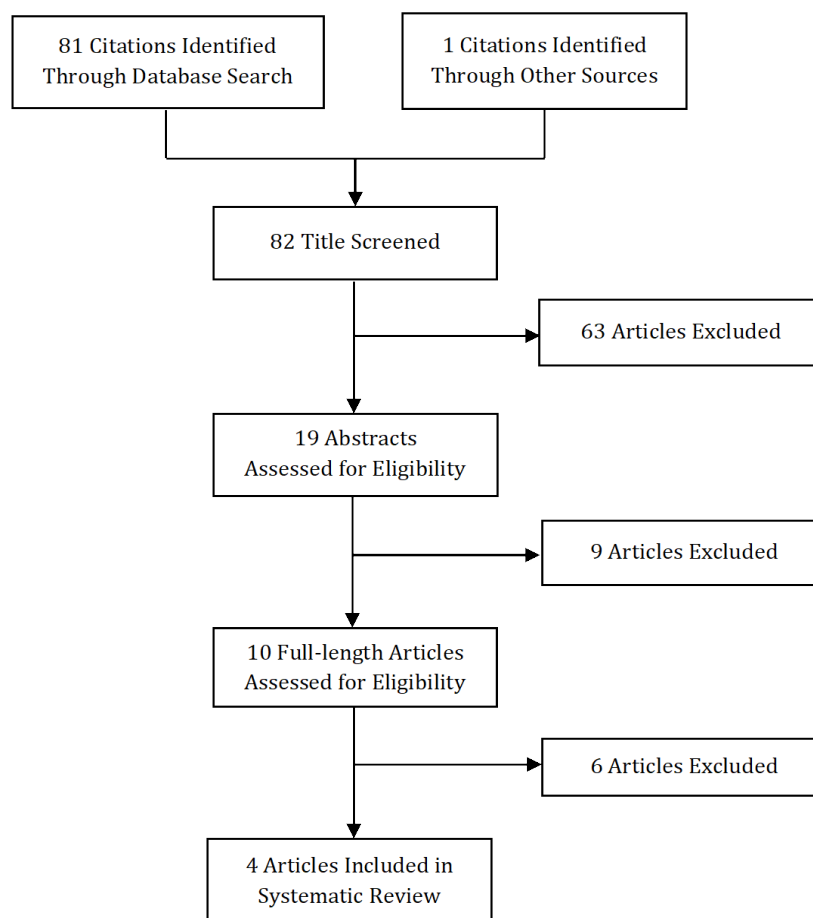 81 Citations Identified
Through Database Search
1 Citations Identified
Through Other Sources
82 Title Screened
63 Articles Excluded
19 Abstracts
Assessed for Eligibility
9 Articles Excluded
10 Full-length Articles
Assessed for Eligibility
6 Articles Excluded
4 Articles Included in
Systematic Review